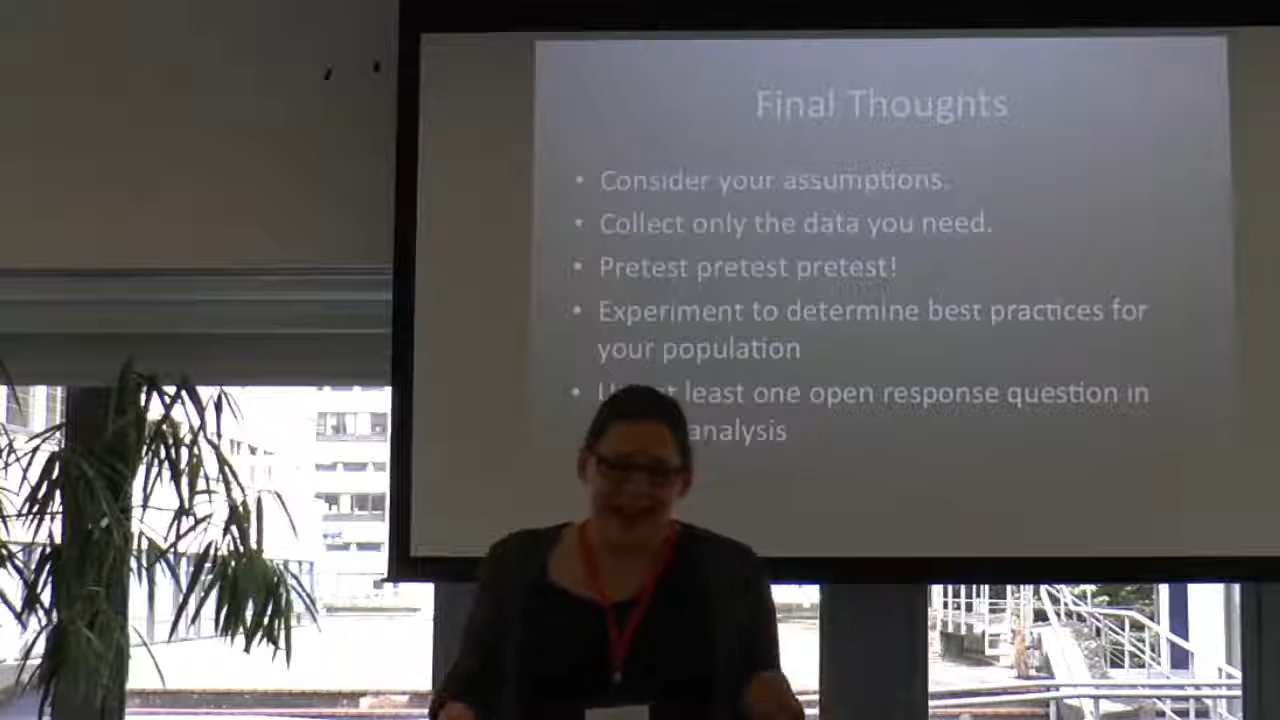 Final Thoughts
• Consider your assumptions.
• Collect only the data you need.
• Pretest pretest pretest!
• Experiment to determine best practices for
your population
• least one open response question in
analysis